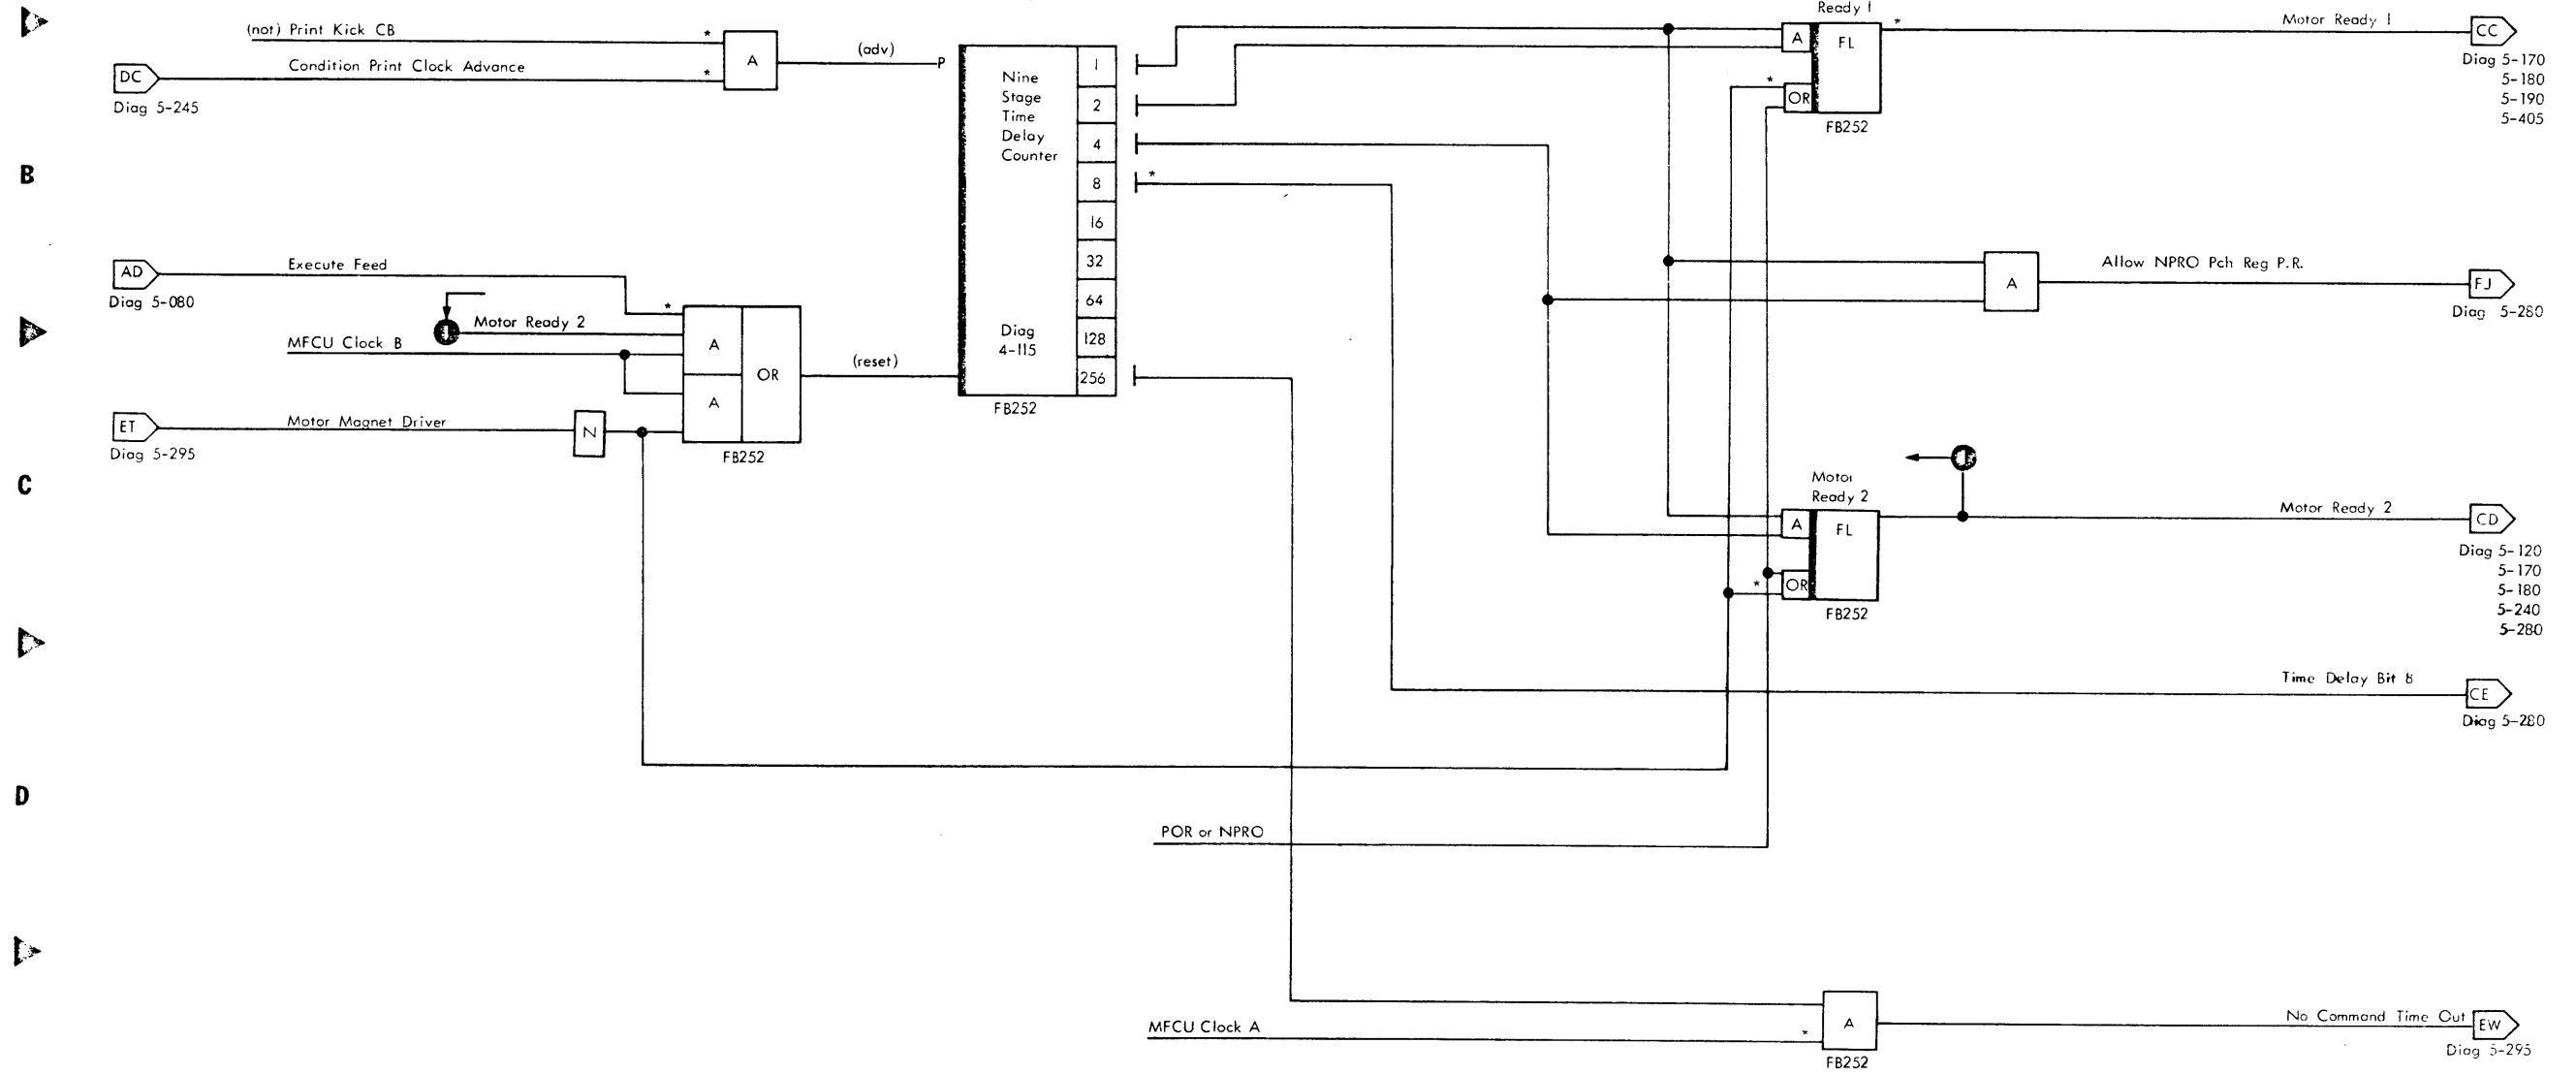 Ready 1
(not) Print Kick CB
*
A
(adv)
P
DC
Condition Print Clock Advance
*
Diag 5-245
Nine
Stage
Time
Delay
Counter
1
2
4
8
16
32
64
128
256
Diag
4-115
FB252
*
A
FL
*
OR
FB252
*
Motor Ready 1
CC
Diag 5-170
5-180
5-190
5-405
B
AD
Execute Feed
Diag 5-080
*
1
Motor Ready 2
MFCU Clock B
A
A
OR
(reset)
ET
Motor Magnet Driver
N
Diag 5-295
FB252
A
Allow NPRO Pch Reg P.R.
FJ
Diag 5-280
C
1
Motor
Ready 2
A
FL
*
OR
FB252
Motor Ready 2
CD
Diag 5-120
5-170
5-180
5-240
5-280
Time Delay Bit 8
CE
Diag 5-280
D
POR or NPRO
MFCU Clock A
*
A
FB252
No Command Time Out
EW
Diag 5-295